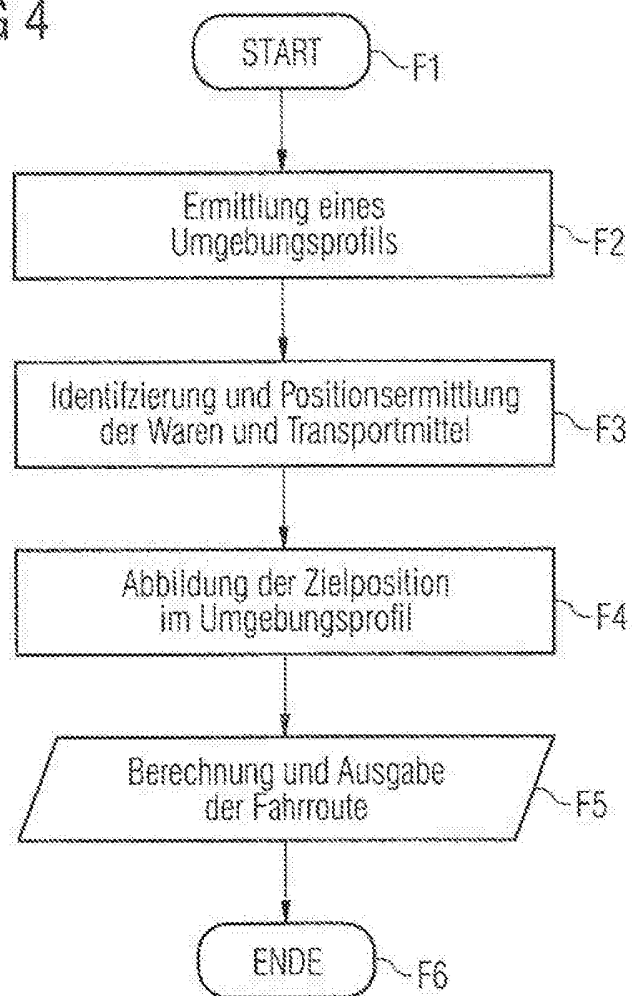 G 4
START
F1
Ermittlung eines
Umgebungsprofils
F2
Identifzierung und Positionsermittlung
der Waren und Transportmittel
F3
Abbildung der Zielposition
im Umgebungsprofil
F4
Berechnung und Ausgabe
der Fahrroute
F5
ENDE
F6